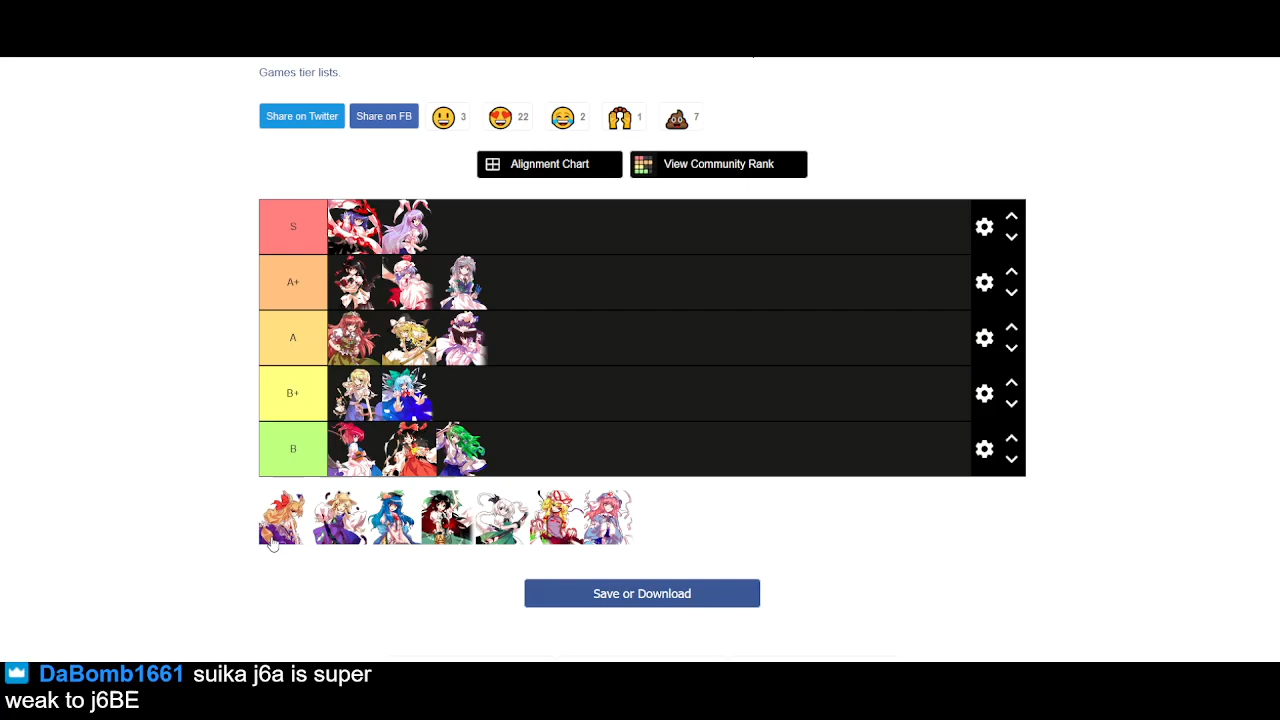 Games tier lists.
Share on Twitter Share on FB 3 22 2 1 7
Alignment Chart View Community Rank
S
A+
A
B+
B
Save or Download
DaBomb1661 suika j6a is super
weak to j6BE